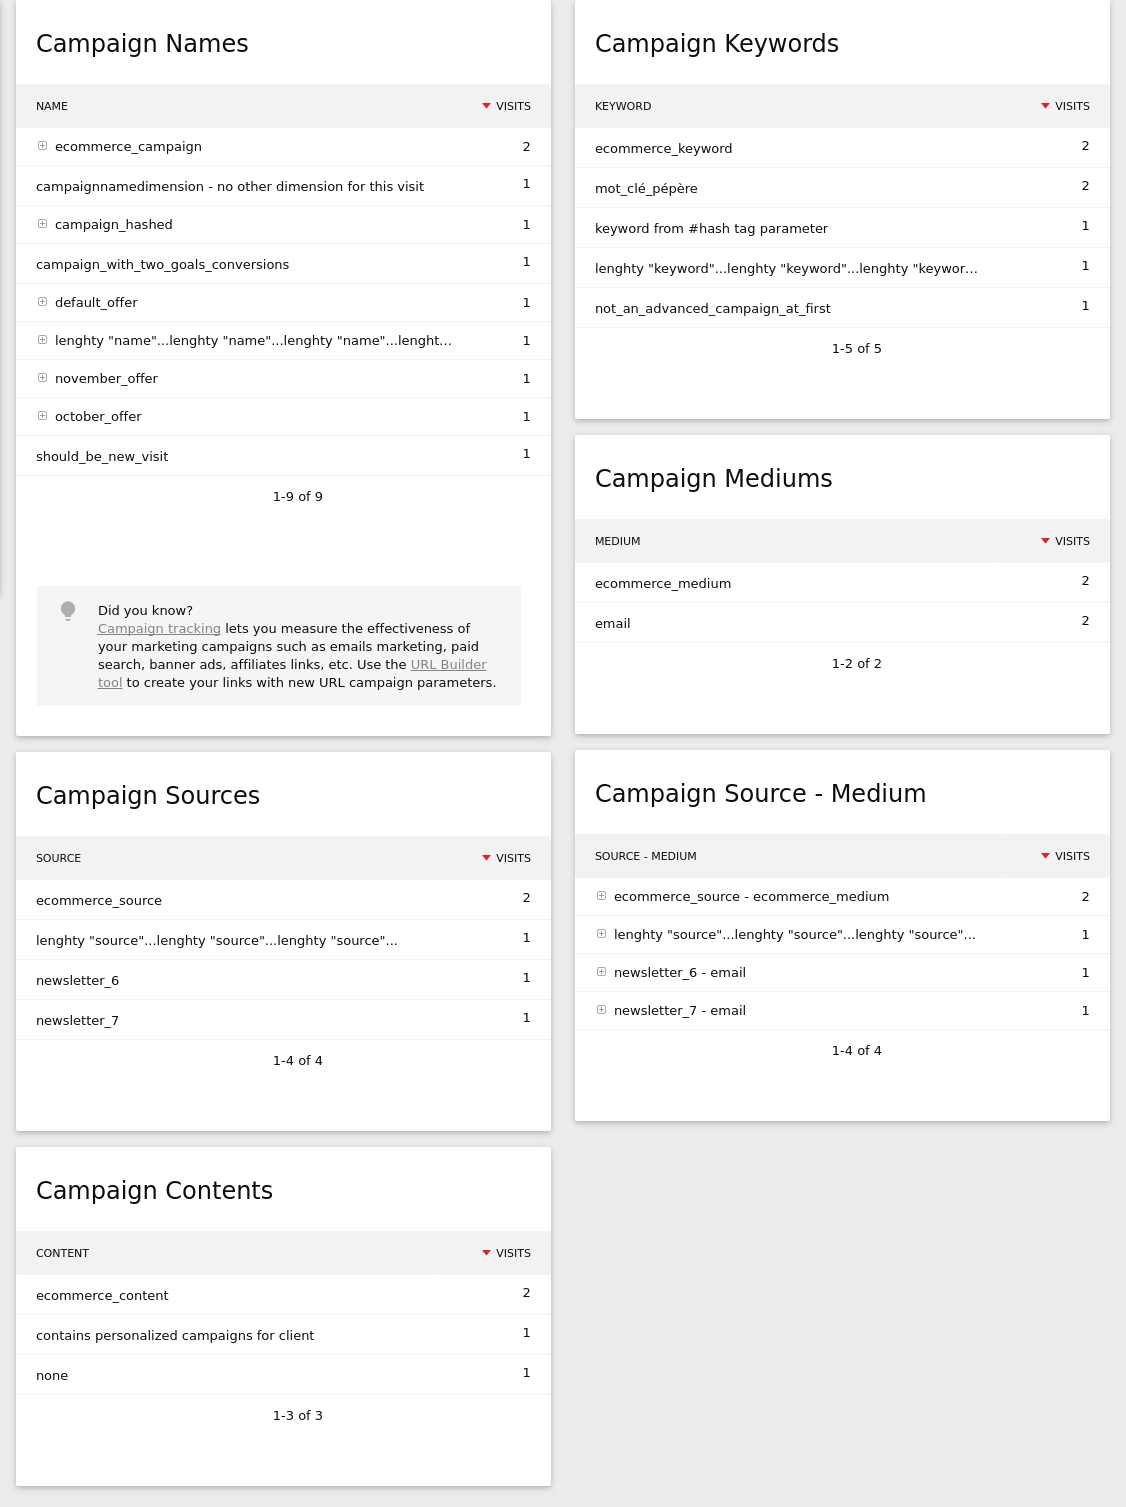 Campaign Names
NAME VISITS
ecommerce_campaign 2
campaignnamedimension - no other dimension for this visit 1
campaign_hashed 1
campaign_with_two_goals_conversions 1
default_offer 1
lenghty "name"...lenghty "name"...lenghty "name"...lenght... 1
november_offer 1
october_offer 1
should_be_new_visit 1
1-9 of 9
Did you know?
Campaign tracking lets you measure the effectiveness of
your marketing campaigns such as emails marketing, paid
search, banner ads, affiliates links, etc. Use the URL Builder
tool to create your links with new URL campaign parameters.
Campaign Sources
SOURCE VISITS
ecommerce_source 2
lenghty "source"...lenghty "source"...lenghty "source"... 1
newsletter_6 1
newsletter_7 1
1-4 of 4
Campaign Contents
CONTENT VISITS
ecommerce_content 2
contains personalized campaigns for client 1
none 1
1-3 of 3
Campaign Keywords
KEYWORD VISITS
ecommerce_keyword 2
mot_clé_pépère 2
keyword from #hash tag parameter 1
lenghty "keyword"...lenghty "keyword"...lenghty "keywor... 1
not_an_advanced_campaign_at_first 1
1-5 of 5
Campaign Mediums
MEDIUM VISITS
ecommerce_medium 2
email 2
1-2 of 2
Campaign Source - Medium
SOURCE - MEDIUM VISITS
ecommerce_source - ecommerce_medium 2
lenghty "source"...lenghty "source"...lenghty "source"... 1
newsletter_6 - email 1
newsletter_7 - email 1
1-4 of 4